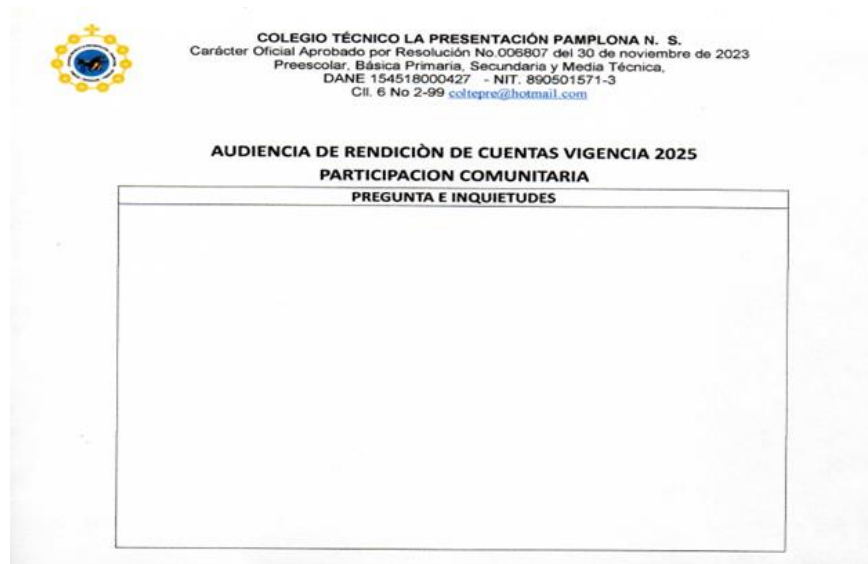 COLEGIO TÉCNICO LA PRESENTACIÓN PAMPLONA N. S.
Carácter Oficial Aprobado por Resolución No.006807 del 30 de noviembre de 2023
Preescolar, Básica Primaria, Secundaria y Media Técnica,
DANE 154518000427 - NIT. 890501571-3
Cll. 6 No 2-99 coltepre@hotmail.com
AUDIENCIA DE RENDICIÒN DE CUENTAS VIGENCIA 2025
PARTICIPACION COMUNITARIA
PREGUNTA E INQUIETUDES